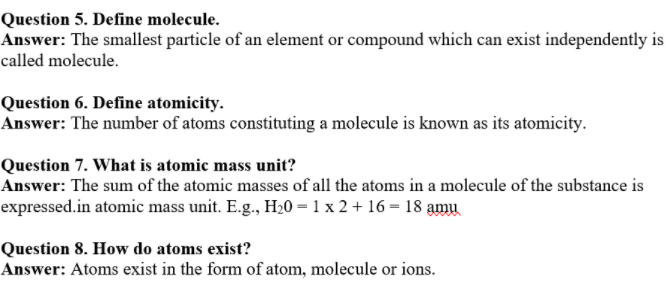 Question 5. Define molecule.
Answer: The smallest particle of an element or compound which can exist independently is
called molecule.
Question 6. Define atomicity.
Answer: The number of atoms constituting a molecule is known as its atomicity.
Question 7. What is atomic mass unit?
Answer: The sum of the atomic masses of all the atoms in a molecule of the substance is
expressed.in atomic mass unit. E.g., H₂0 = 1 x 2 + 16 = 18 amu
Question 8. How do atoms exist?
Answer: Atoms exist in the form of atom, molecule or ions.